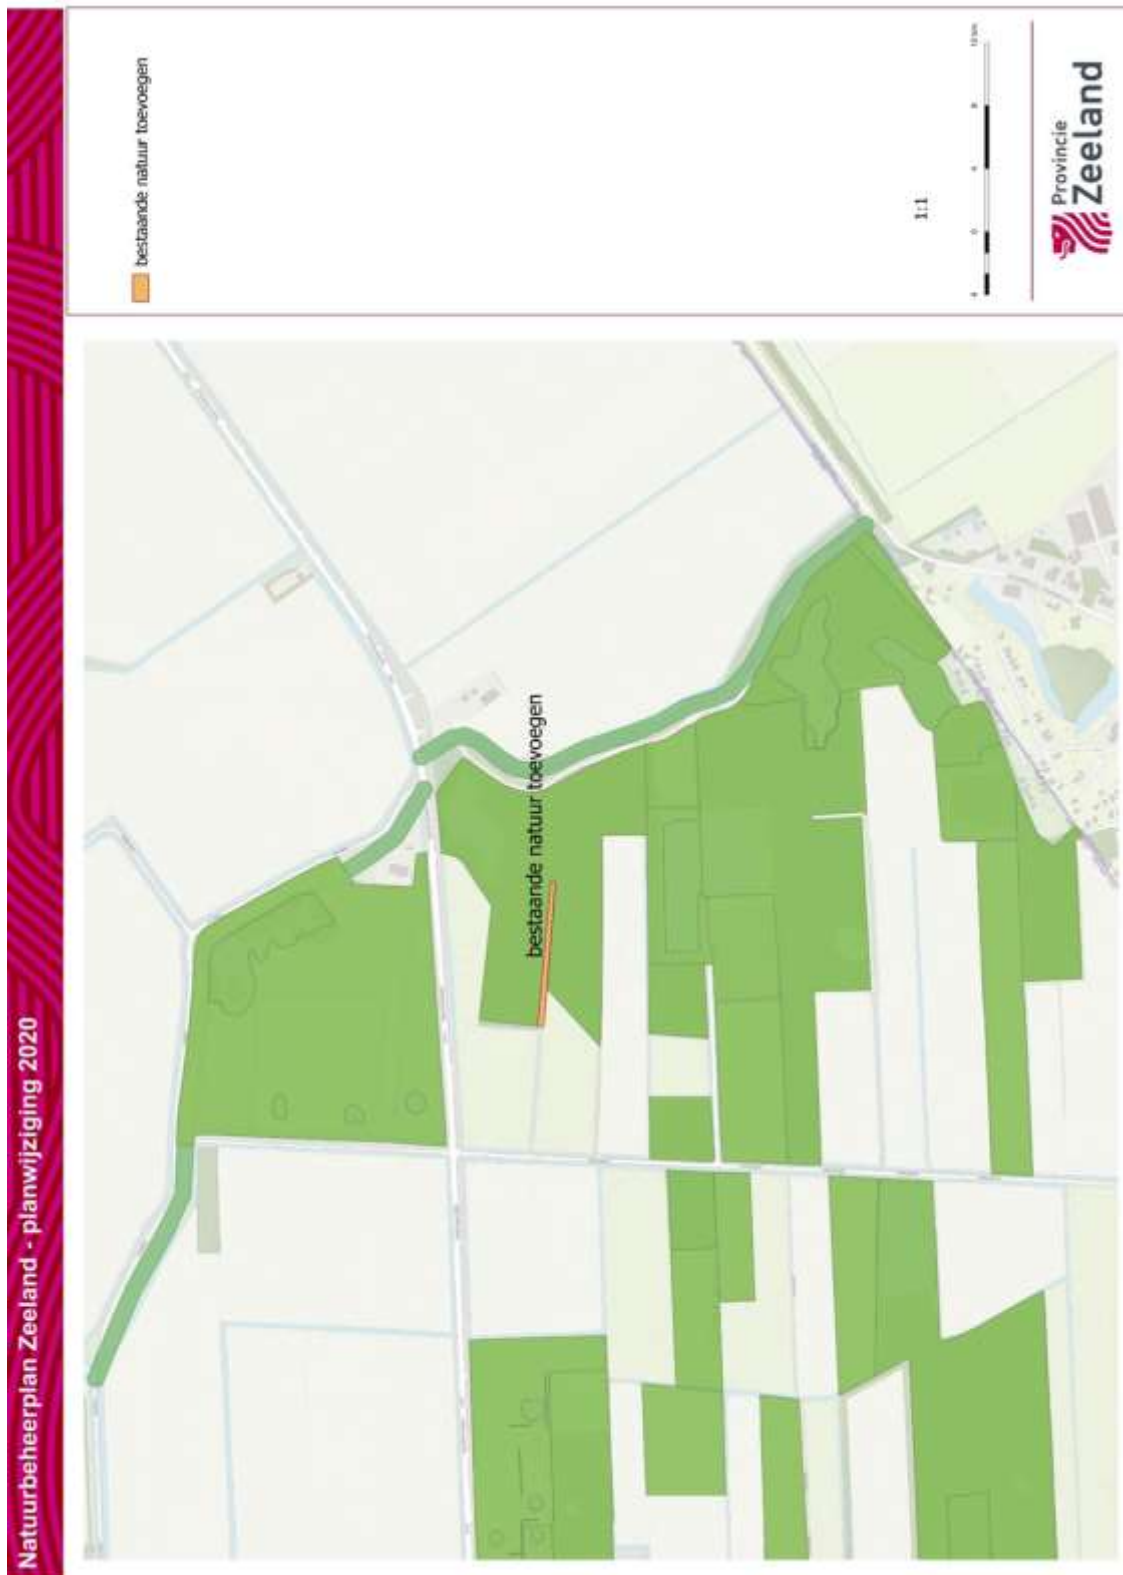 Natuurbeheerplan Zeeland - planwijziging 2020
bestaande natuur toevoegen
bestaande natuur toevoegen
1:1
Provincie
Zeeland